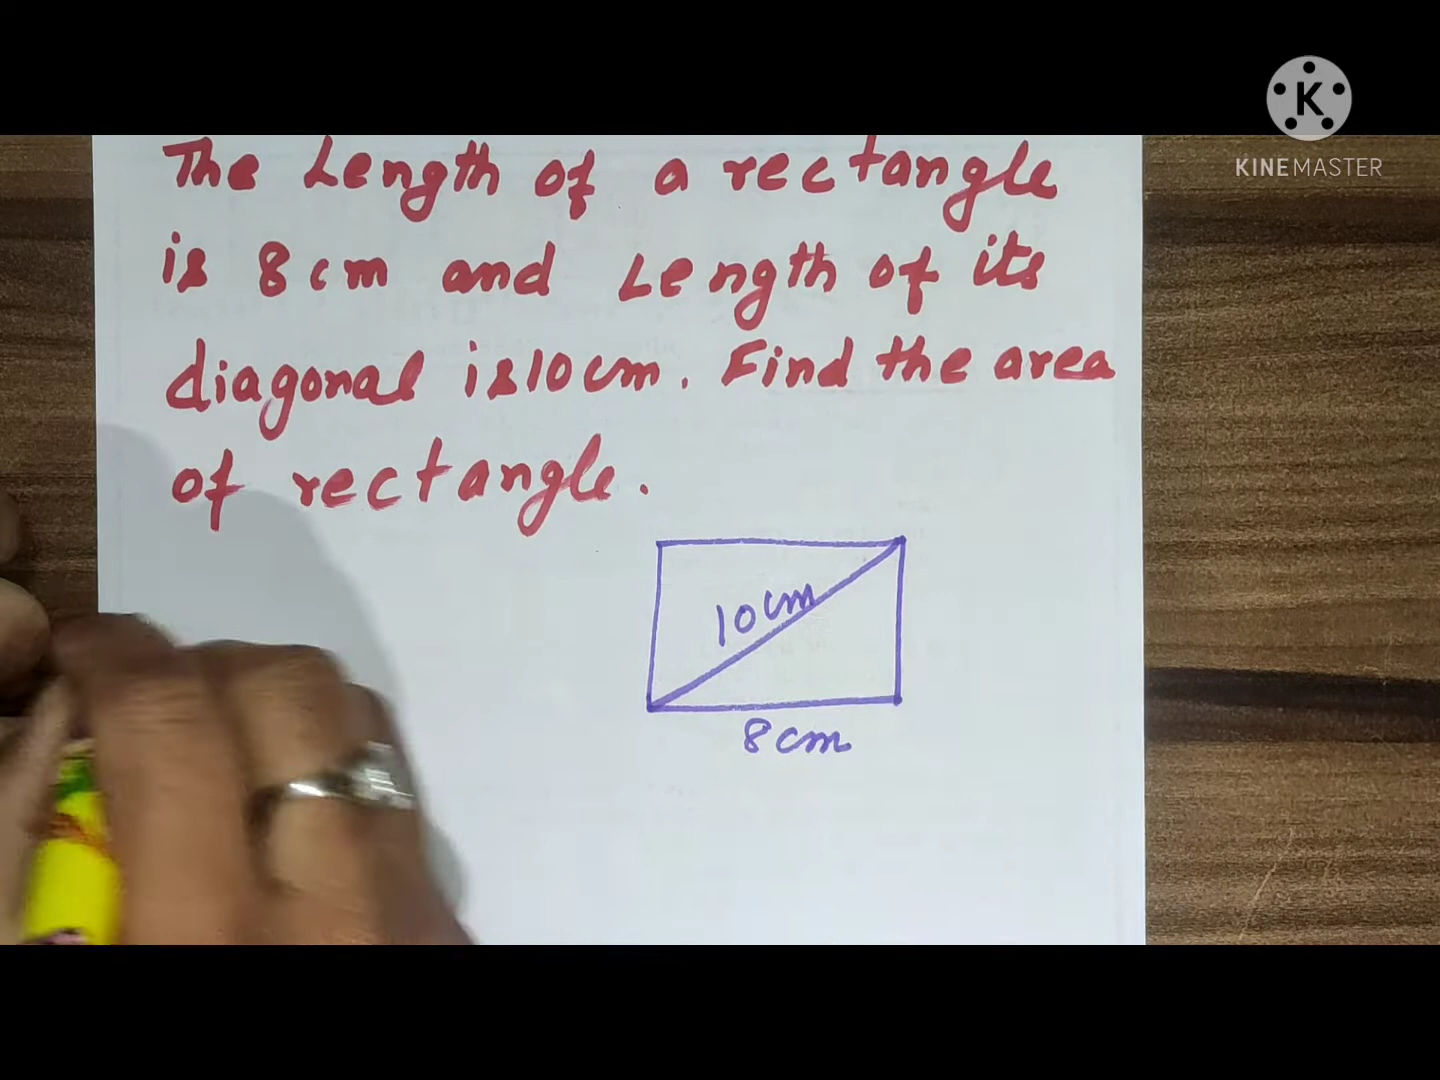 K
KINEMASTER
The Length of a rectangle
is 8cm and Length of its
diagonal is 10cm. Find the area
of rectangle.
10cm
8cm